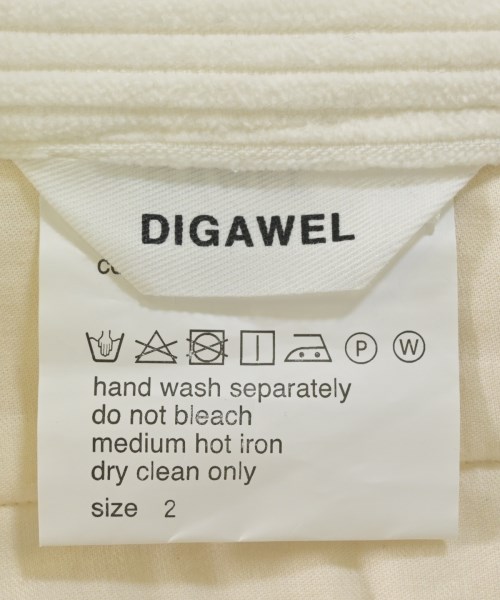 DIGAWEL
P W
hand wash separately
do not bleach
medium hot iron
dry clean only
size 2